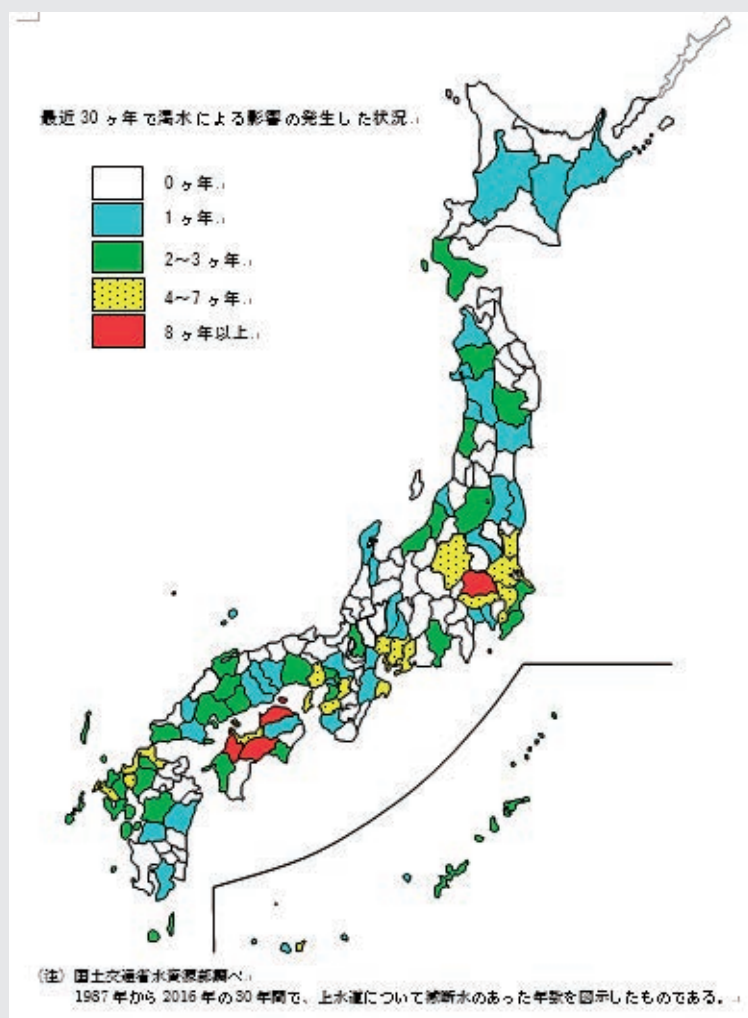 最近30ヶ年で渇水による影響の発生した状況
0ヶ年
1ヶ年
2~3ヶ年
4~7ヶ年
8ヶ年以上
(注) 国土交通省水資源部調べ
1987年から2016年の30年間で、上水道について減断水のあった年数を図示したものである。